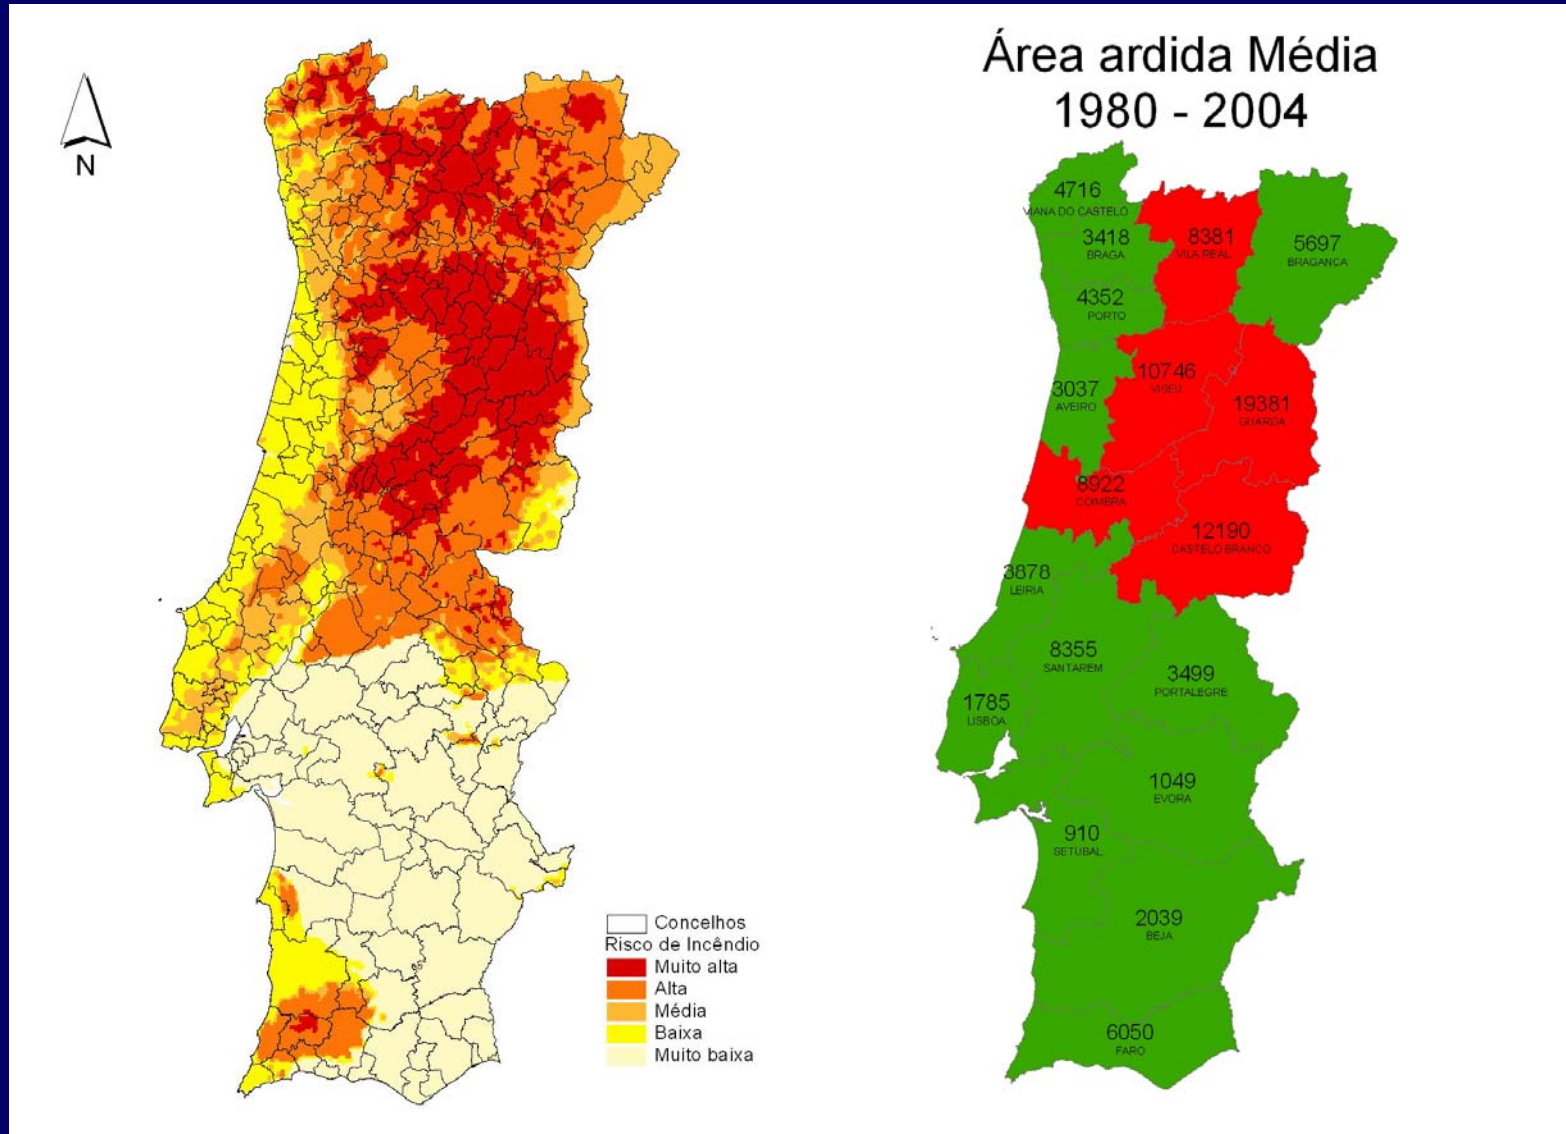 N
Concelhos
Risco de Incêndio
Muito alta
Alta
Média
Baixa
Muito baixa
Área ardida Média
1980 - 2004
4716
VIANA DO CASTELO
3418
BRAGA
8381
VILA REAL
5697
BRAGANCA
4352
PORTO
10746
VISEU
3037
AVEIRO
19381
GUARDA
8922
COIMBRA
12190
CASTELO BRANCO
3878
LEIRIA
8355
SANTAREM
3499
PORTALEGRE
1785
LISBOA
1049
EVORA
910
SETUBAL
2039
BEJA
6050
FARO